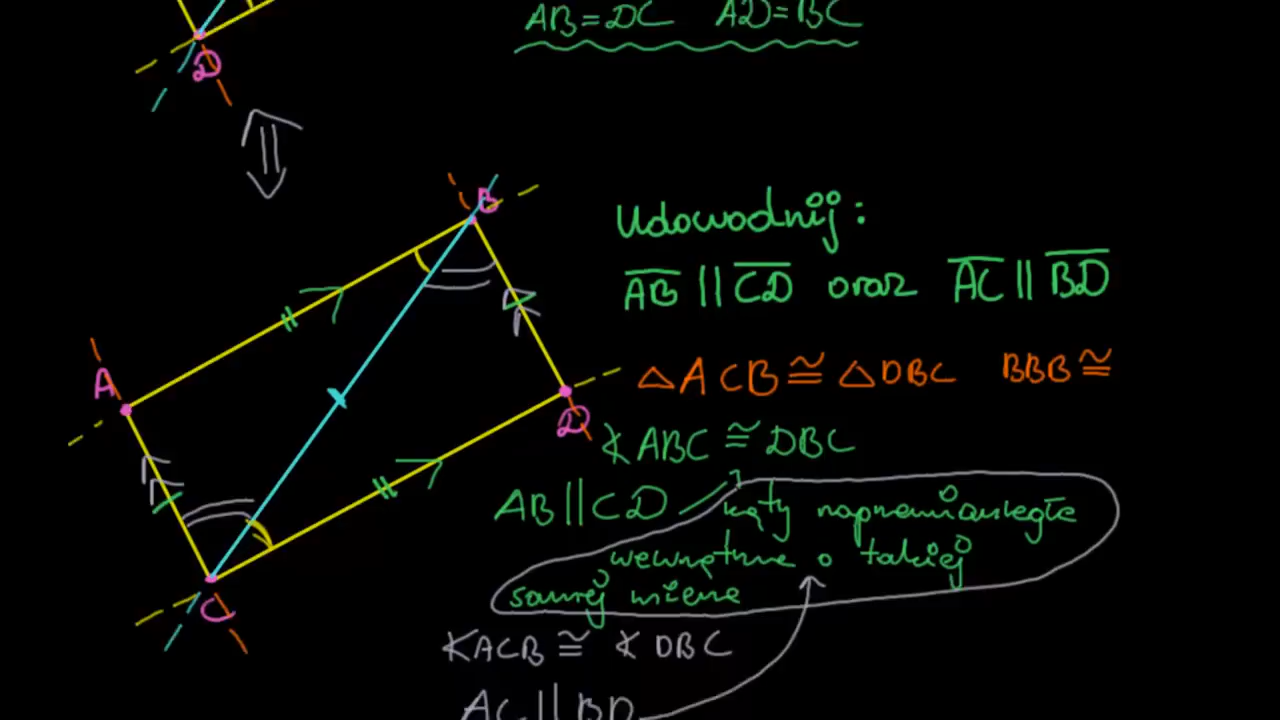 AB=DC AD=BC
D
B
Udowodnij:
AB || CD oraz AC || BD
A
△ACB ≅ △DBC BBB≅
D
∢ABC ≅ DBC
AB||CD kąty naprzemianległe
wewnętrzne o takiej
samej mierze
C
∢ACB ≅ ∢DBC
AC||BD